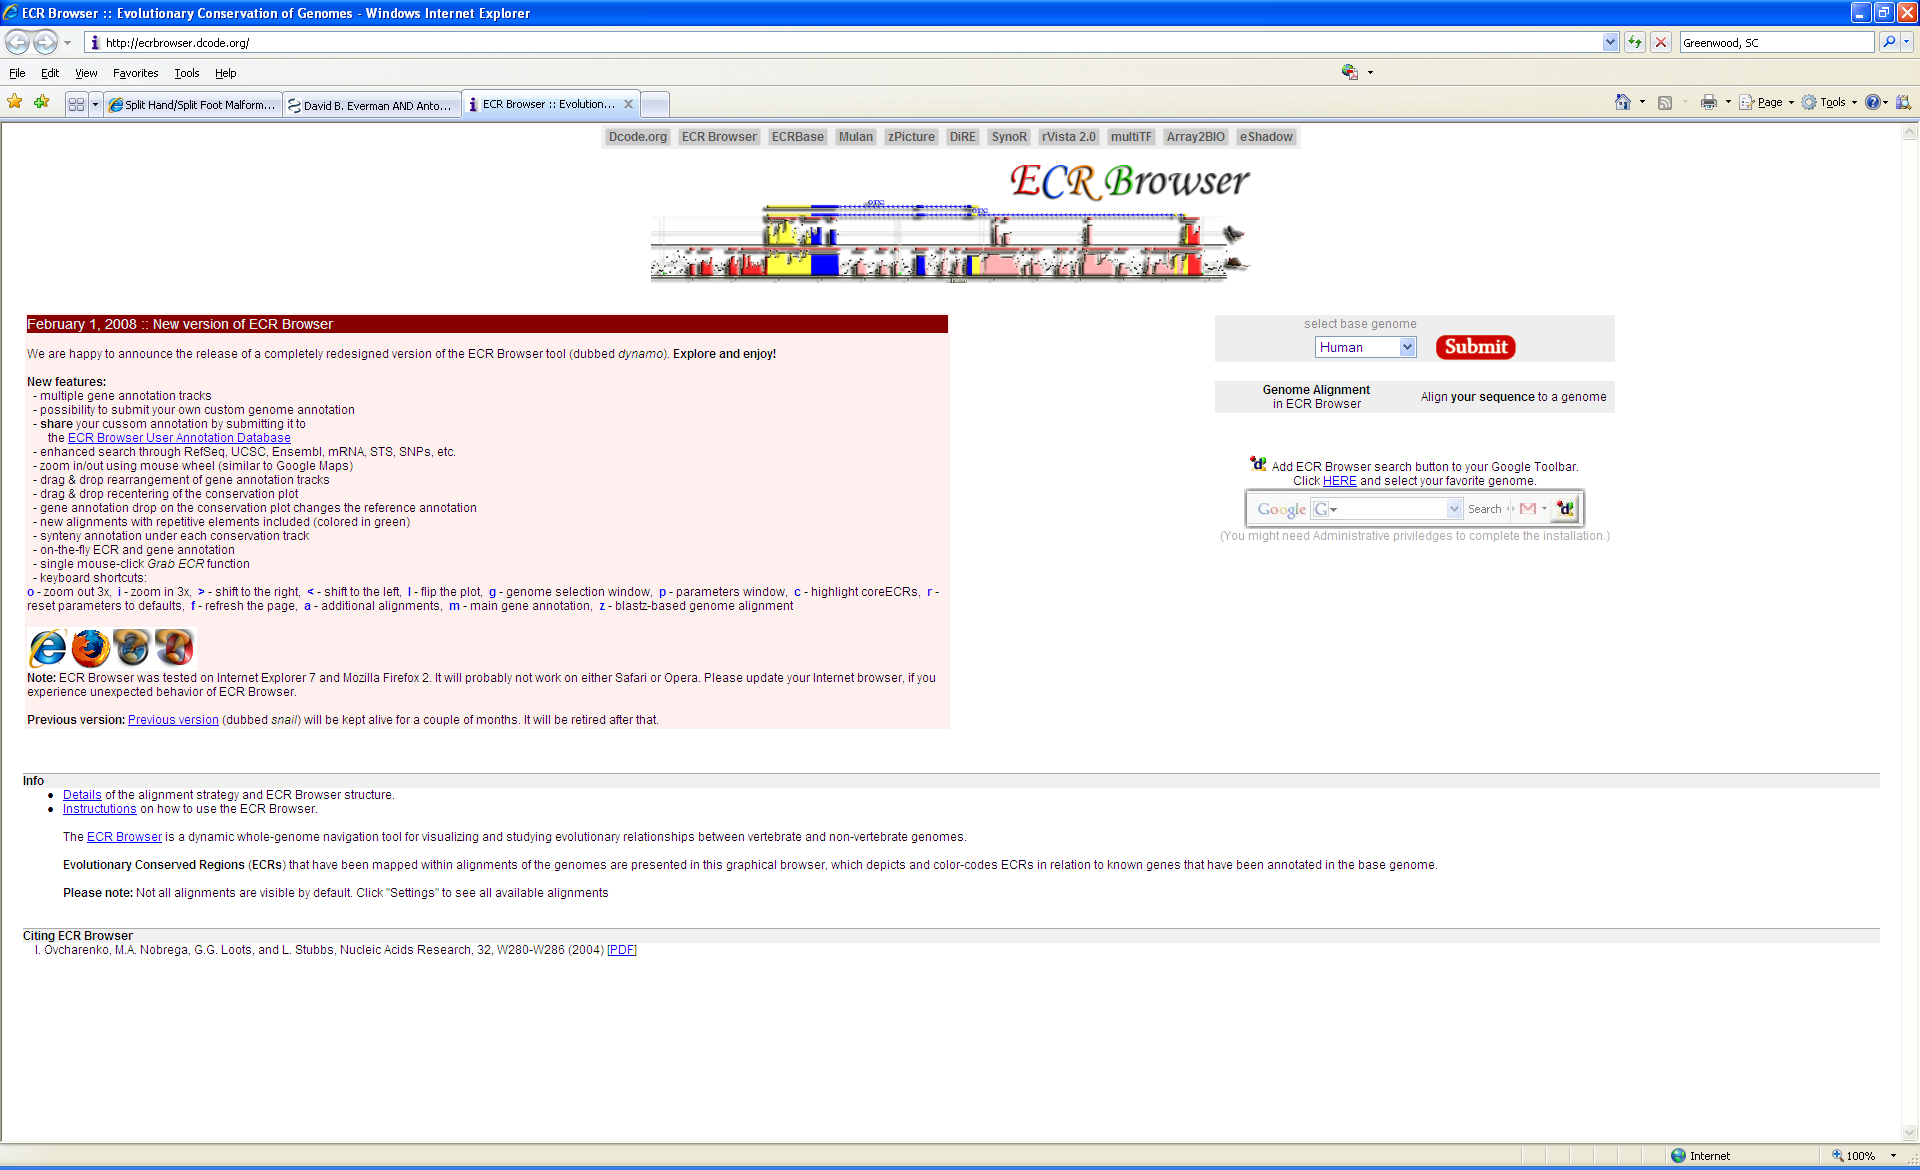 ECR Browser :: Evolutionary Conservation of Genomes - Windows Internet Explorer
http://ecrbrowser.dcode.org/
Greenwood, SC
File Edit View Favorites Tools Help
Split Hand/Split Foot Malform... David B. Everman AND Anto... ECR Browser :: Evolution...
Page Tools
Dcode.org ECR Browser ECRBase Mulan zPicture DiRE SynoR rVista 2.0 multiTF Array2BIO eShadow
ECR Browser
February 1, 2008 :: New version of ECR Browser
We are happy to announce the release of a completely redesigned version of the ECR Browser tool (dubbed dynamo). Explore and enjoy!
New features:
- multiple gene annotation tracks
- possibility to submit your own custom genome annotation
- share your cussom annotation by submitting it to
the ECR Browser User Annotation Database
- enhanced search through RefSeq, UCSC, Ensembl, mRNA, STS, SNPs, etc.
- zoom in/out using mouse wheel (similar to Google Maps)
- drag & drop rearrangement of gene annotation tracks
- drag & drop recentering of the conservation plot
- gene annotation drop on the conservation plot changes the reference annotation
- new alignments with repetitive elements included (colored in green)
- synteny annotation under each conservation track
- on-the-fly ECR and gene annotation
- single mouse-click Grab ECR function
- keyboard shortcuts:
o - zoom out 3x, i - zoom in 3x, > - shift to the right, < - shift to the left, l - flip the plot, g - genome selection window, p - parameters window, c - highlight coreECRs, r -
reset parameters to defaults, f - refresh the page, a - additional alignments, m - main gene annotation, z - blastz-based genome alignment
Note: ECR Browser was tested on Internet Explorer 7 and Mozilla Firefox 2. It will probably not work on either Safari or Opera. Please update your Internet browser, if you
experience unexpected behavior of ECR Browser.
Previous version: Previous version (dubbed snail) will be kept alive for a couple of months. It will be retired after that.
select base genome
Human Submit
Genome Alignment
in ECR Browser
Align your sequence to a genome
Add ECR Browser search button to your Google Toolbar.
Click HERE and select your favorite genome.
Google G Search
(You might need Administrative priviledges to complete the installation.)
Info
Details of the alignment strategy and ECR Browser structure.
Instructutions on how to use the ECR Browser.
The ECR Browser is a dynamic whole-genome navigation tool for visualizing and studying evolutionary relationships between vertebrate and non-vertebrate genomes.
Evolutionary Conserved Regions (ECRs) that have been mapped within alignments of the genomes are presented in this graphical browser, which depicts and color-codes ECRs in relation to known genes that have been annotated in the base genome.
Please note: Not all alignments are visible by default. Click "Settings" to see all available alignments
Citing ECR Browser
I. Ovcharenko, M.A. Nobrega, G.G. Loots, and L. Stubbs, Nucleic Acids Research, 32, W280-W286 (2004) [PDF]
Internet 100%